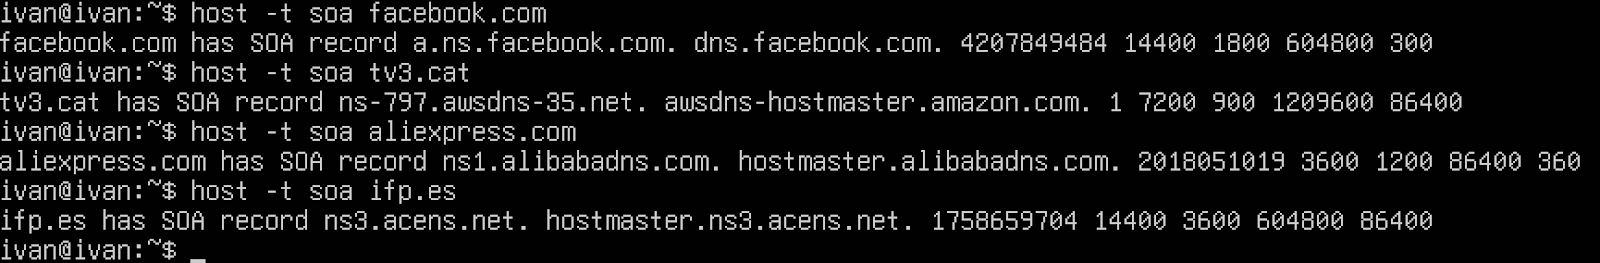 ivan@ivan:~$ host -t soa facebook.com
facebook.com has SOA record a.ns.facebook.com. dns.facebook.com. 4207849484 14400 1800 604800 300
ivan@ivan:~$ host -t soa tv3.cat
tv3.cat has SOA record ns-797.awsdns-35.net. awsdns-hostmaster.amazon.com. 1 7200 900 1209600 86400
ivan@ivan:~$ host -t soa aliexpress.com
aliexpress.com has SOA record ns1.alibabadns.com. hostmaster.alibabadns.com. 2018051019 3600 1200 86400 360
ivan@ivan:~$ host -t soa ifp.es
ifp.es has SOA record ns3.acens.net. hostmaster.ns3.acens.net. 1758659704 14400 3600 604800 86400
ivan@ivan:~$ _